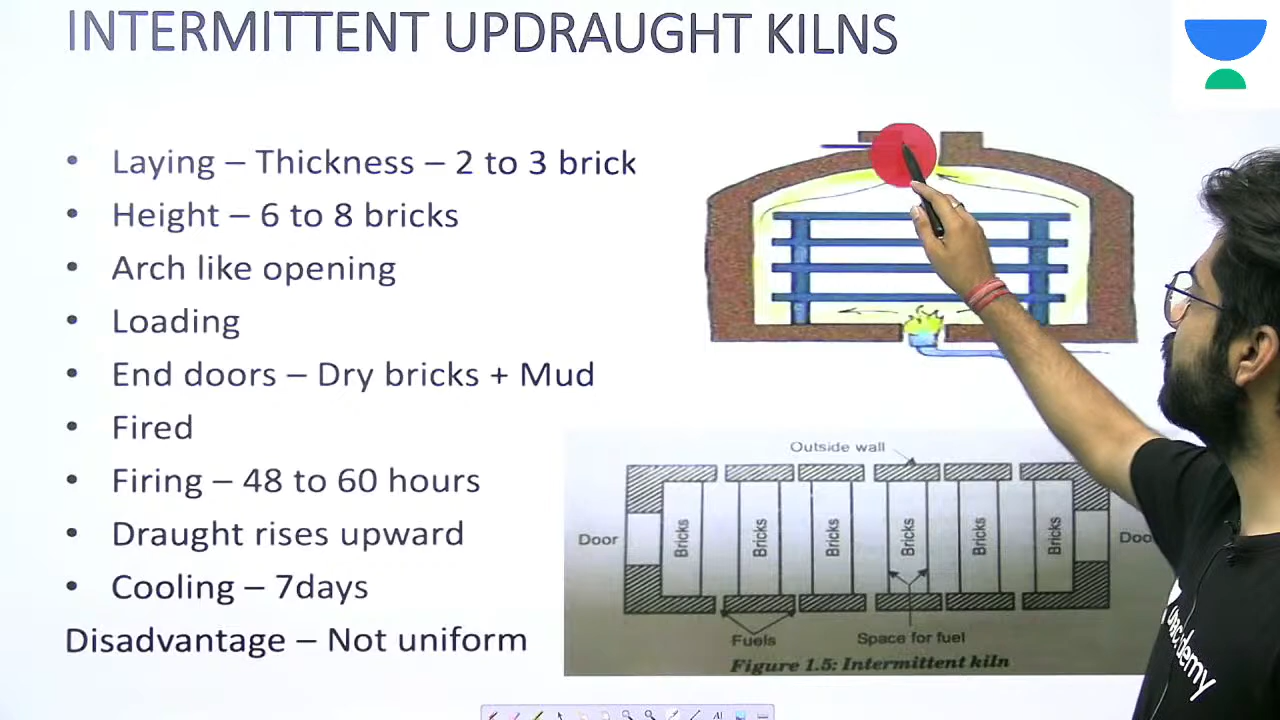 INTERMITTENT UPDRAUGHT KILNS
• Laying – Thickness – 2 to 3 brick
• Height – 6 to 8 bricks
• Arch like opening
• Loading
• End doors – Dry bricks + Mud
• Fired
• Firing – 48 to 60 hours
• Draught rises upward
• Cooling – 7days
Disadvantage – Not uniform
Outside wall
Door
Bricks
Bricks
Bricks
Bricks
Bricks
Bricks
Fuels
Space for fuel
Figure 1.5: Intermittent kiln